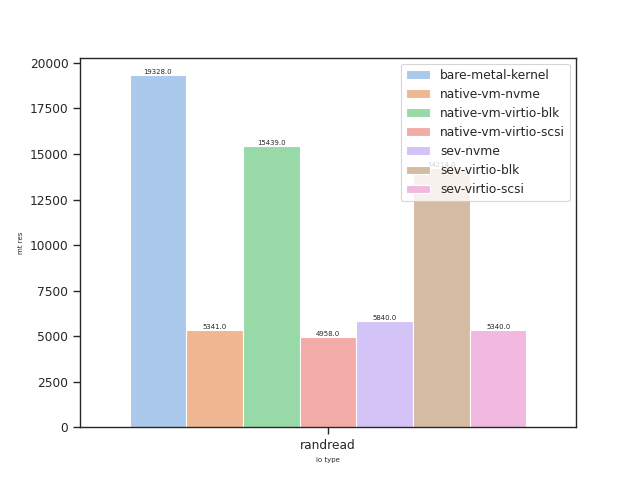 20000
17500
15000
12500
10000
7500
5000
2500
0
mt res
19328.0
5341.0
15439.0
4958.0
5840.0
5340.0
bare-metal-kernel
native-vm-nvme
native-vm-virtio-blk
native-vm-virtio-scsi
sev-nvme
sev-virtio-blk
sev-virtio-scsi
randread
io type